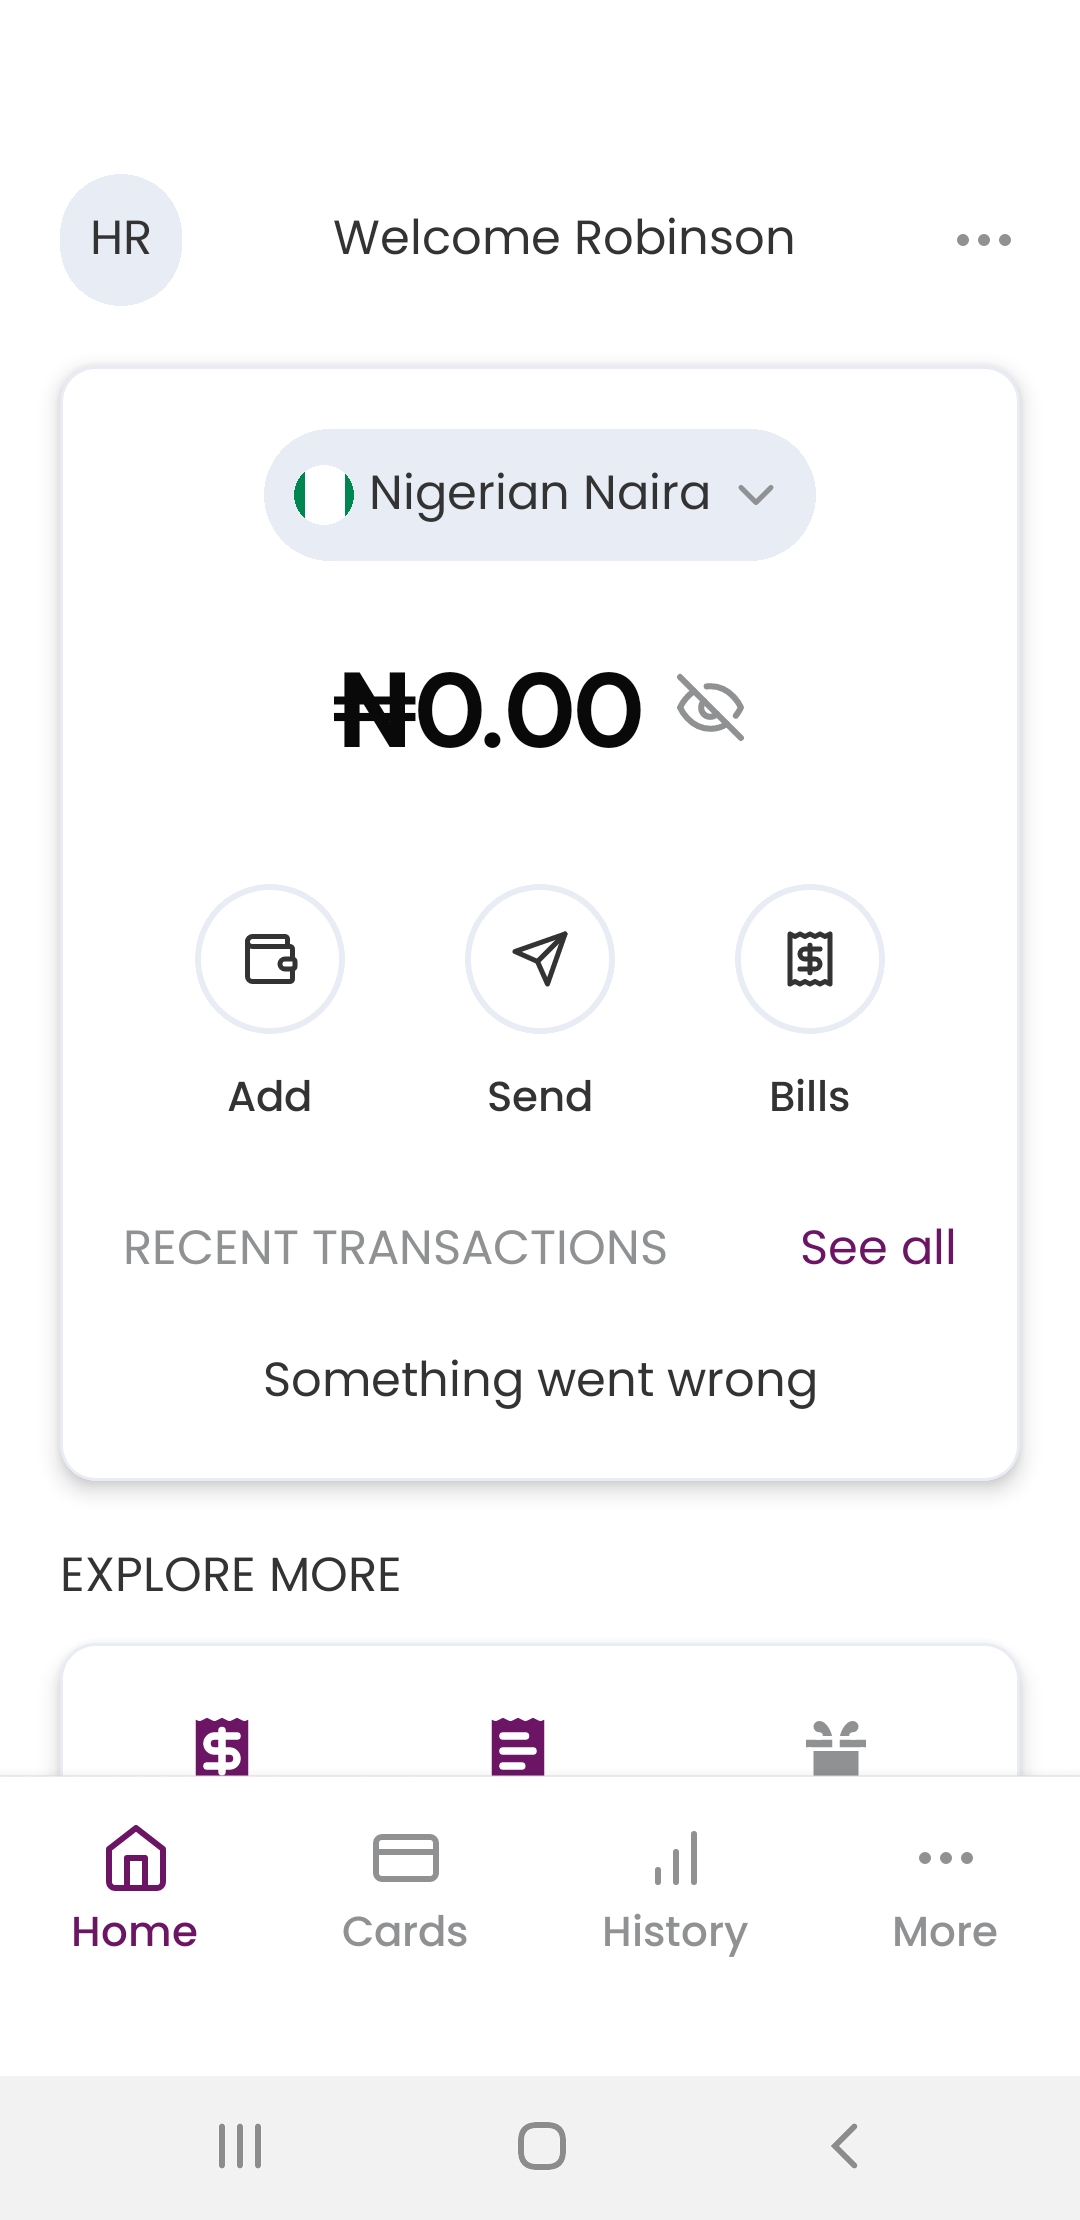 HR
Welcome Robinson
Nigerian Naira
₦0.00
Add
Send
Bills
RECENT TRANSACTIONS
See all
Something went wrong
EXPLORE MORE
Home
Cards
History
More